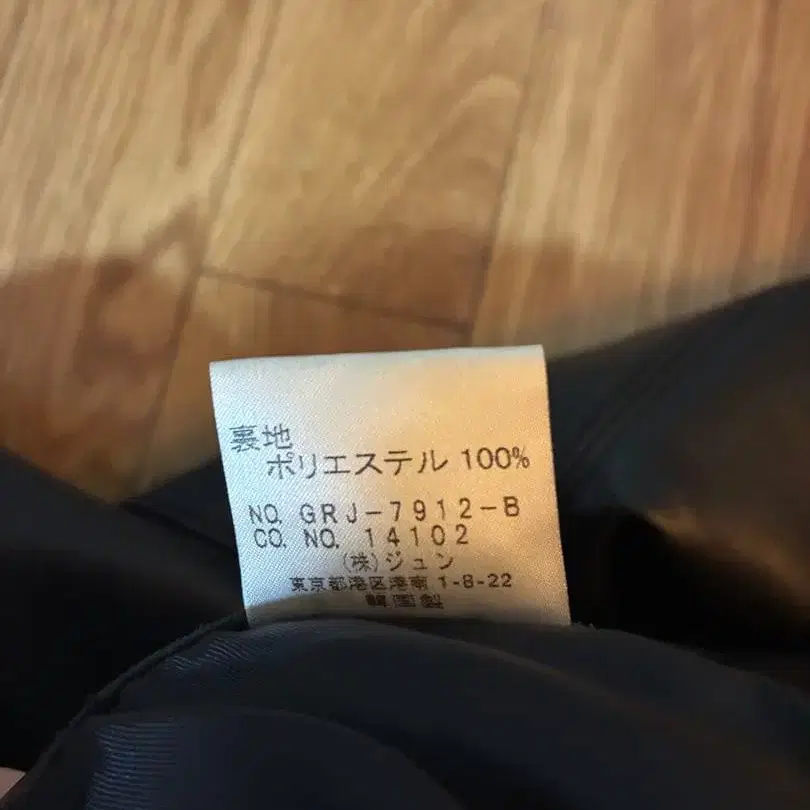 裏地
ポリエステル 100%
NO. GRJ-7912-B
CO. NO. 14102
(株)ジュン
東京都港区港南 1-8-22
韓国製